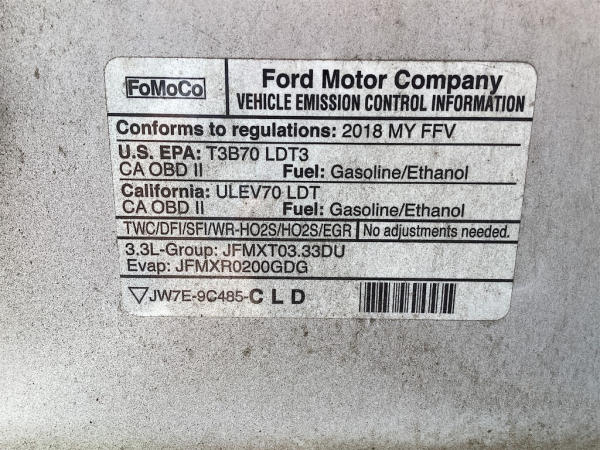 FoMoCo
Ford Motor Company
VEHICLE EMISSION CONTROL INFORMATION
Conforms to regulations: 2018 MY FFV
U.S. EPA: T3B70 LDT3
CA OBD II Fuel: Gasoline/Ethanol
California: ULEV70 LDT
CA OBD II Fuel: Gasoline/Ethanol
TWC/DFI/SFI/WR-HO2S/HO2S/EGR No adjustments needed.
3.3L-Group: JFMXT03.33DU
Evap: JFMXR0200GDG
JW7E-9C485-C L D